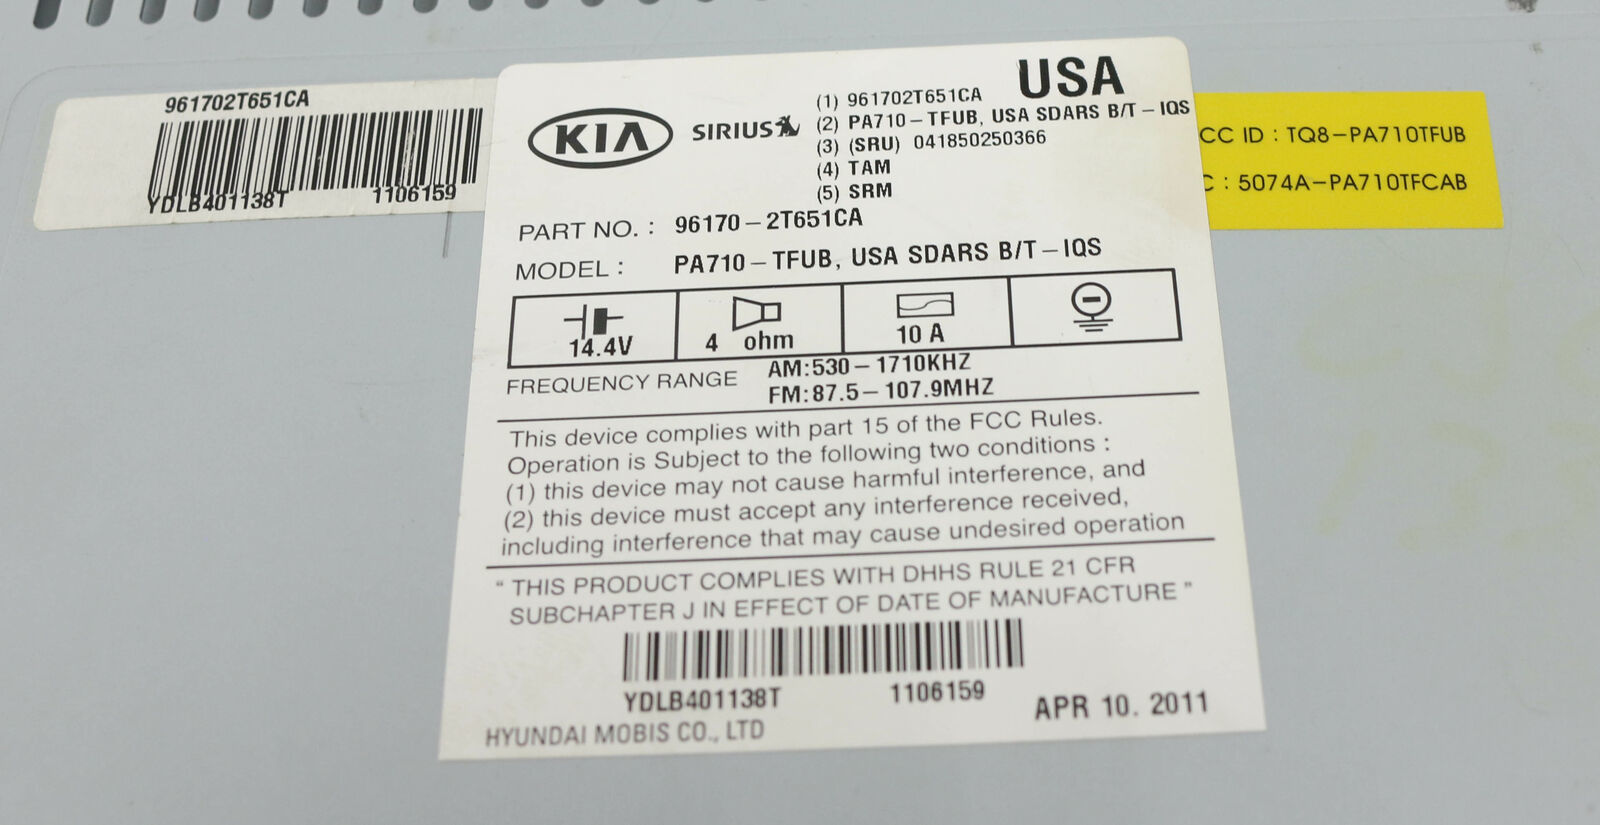 961702T651CA
YDLB401138T 1106159
KIA SIRIUS
USA
(1) 961702T651CA
(2) PA710-TFUB, USA SDARS B/T-IQS
(3) (SRU) 041850250366
(4) TAM
(5) SRM
CC ID : TQ8-PA710TFUB
C : 5074A-PA710TFCAB
PART NO. : 96170-2T651CA
MODEL : PA710-TFUB, USA SDARS B/T-IQS
14.4V 4 ohm 10 A
FREQUENCY RANGE AM:530-1710KHZ
FM:87.5-107.9MHZ
This device complies with part 15 of the FCC Rules.
Operation is Subject to the following two conditions :
(1) this device may not cause harmful interference, and
(2) this device must accept any interference received,
including interference that may cause undesired operation
“ THIS PRODUCT COMPLIES WITH DHHS RULE 21 CFR
SUBCHAPTER J IN EFFECT OF DATE OF MANUFACTURE ”
YDLB401138T 1106159
APR 10. 2011
HYUNDAI MOBIS CO., LTD